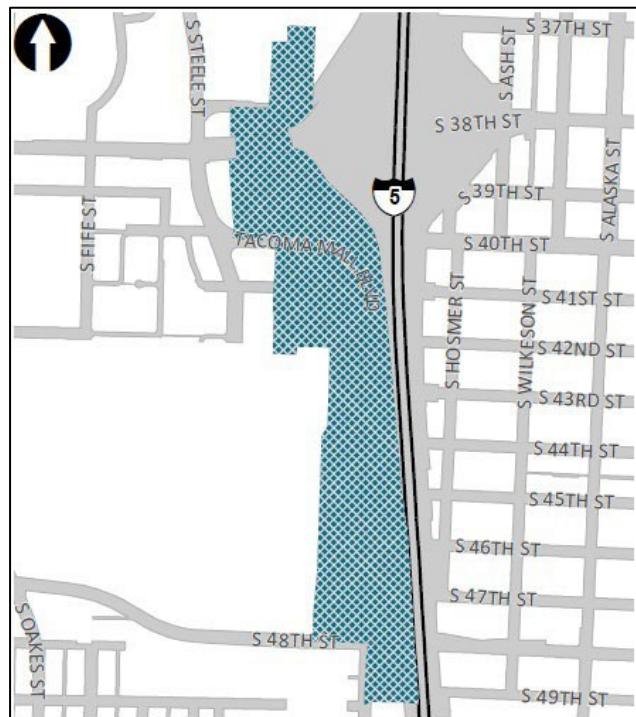 S 37TH ST
S STEELE ST
S ASH ST
S 38TH ST
S ALASKA ST
5
S 39TH ST
S FIFE ST
TACOMA MALL BLVD
S 40TH ST
S HOSMER ST
S WILKESON ST
S 41ST ST
S 42ND ST
S 43RD ST
S 44TH ST
S 45TH ST
S 46TH ST
S 47TH ST
S OAKES ST
S 48TH ST
S 49TH ST